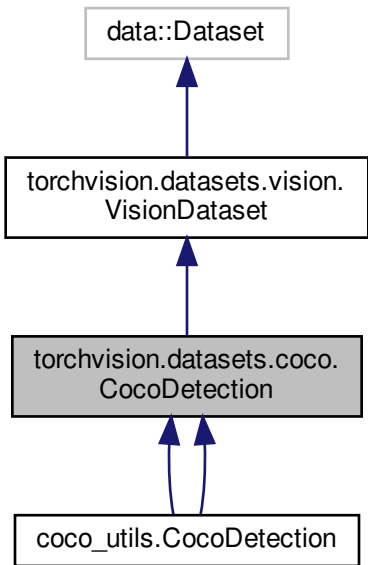 data::Dataset
torchvision.datasets.vision.
VisionDataset
torchvision.datasets.coco.
CocoDetection
coco_utils.CocoDetection